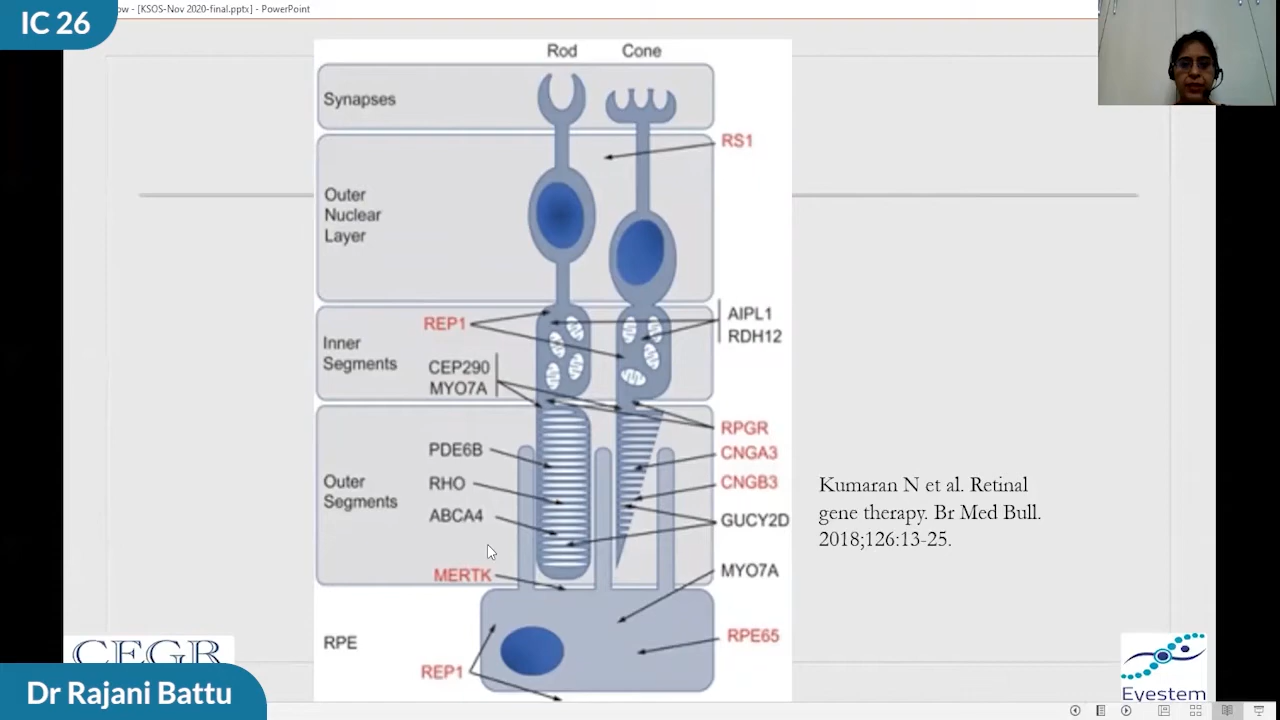 IC 26
ow - [KSOS-Nov 2020-final.pptx] - PowerPoint
Rod Cone
Synapses
RS1
Outer
Nuclear
Layer
REP1
AIPL1
RDH12
Inner
Segments
CEP290
MYO7A
RPGR
PDE6B
CNGA3
Outer
Segments
RHO
CNGB3
ABCA4
GUCY2D
MERTK
MYO7A
RPE
RPE65
REP1
Kumaran N et al. Retinal
gene therapy. Br Med Bull.
2018;126:13-25.
CEGR
Eyestem
Dr Rajani Battu